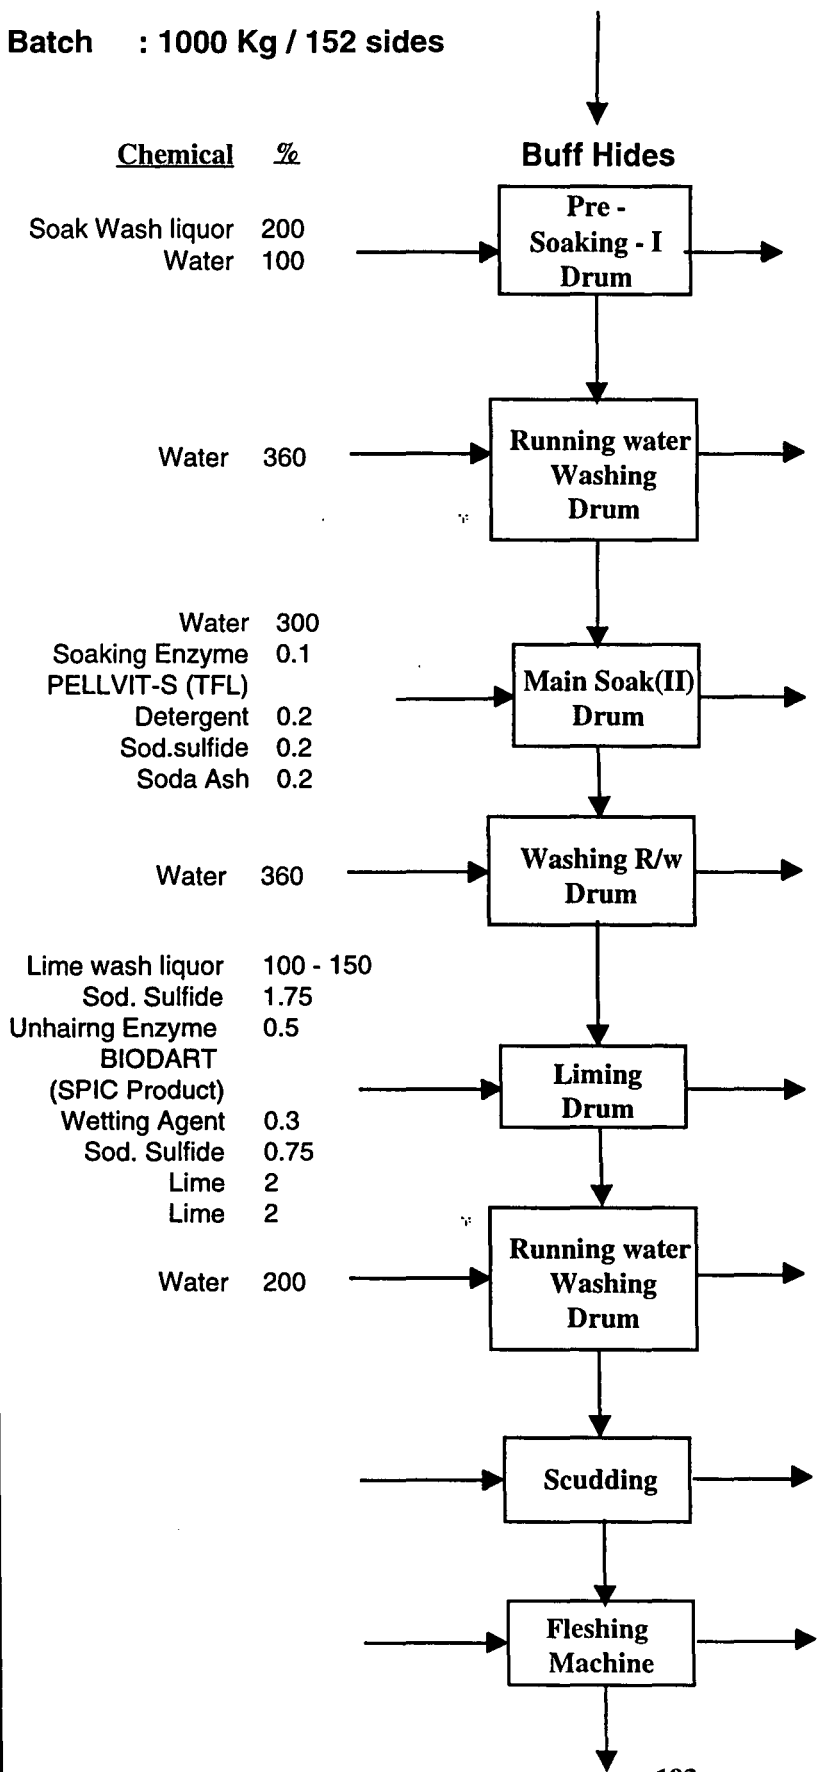 Batch : 1000 Kg / 152 sides
Chemical %
Buff Hides
Soak Wash liquor 200
Water 100
Pre -
Soaking - I
Drum
Water 360
Running water
Washing
Drum
Water 300
Soaking Enzyme 0.1
PELLVIT-S (TFL)
Detergent 0.2
Sod.sulfide 0.2
Soda Ash 0.2
Main Soak(II)
Drum
Water 360
Washing R/w
Drum
Lime wash liquor 100 - 150
Sod. Sulfide 1.75
Unhairng Enzyme 0.5
BIODART
(SPIC Product)
Wetting Agent 0.3
Sod. Sulfide 0.75
Lime 2
Lime 2
Liming
Drum
Water 200
Running water
Washing
Drum
Scudding
Fleshing
Machine